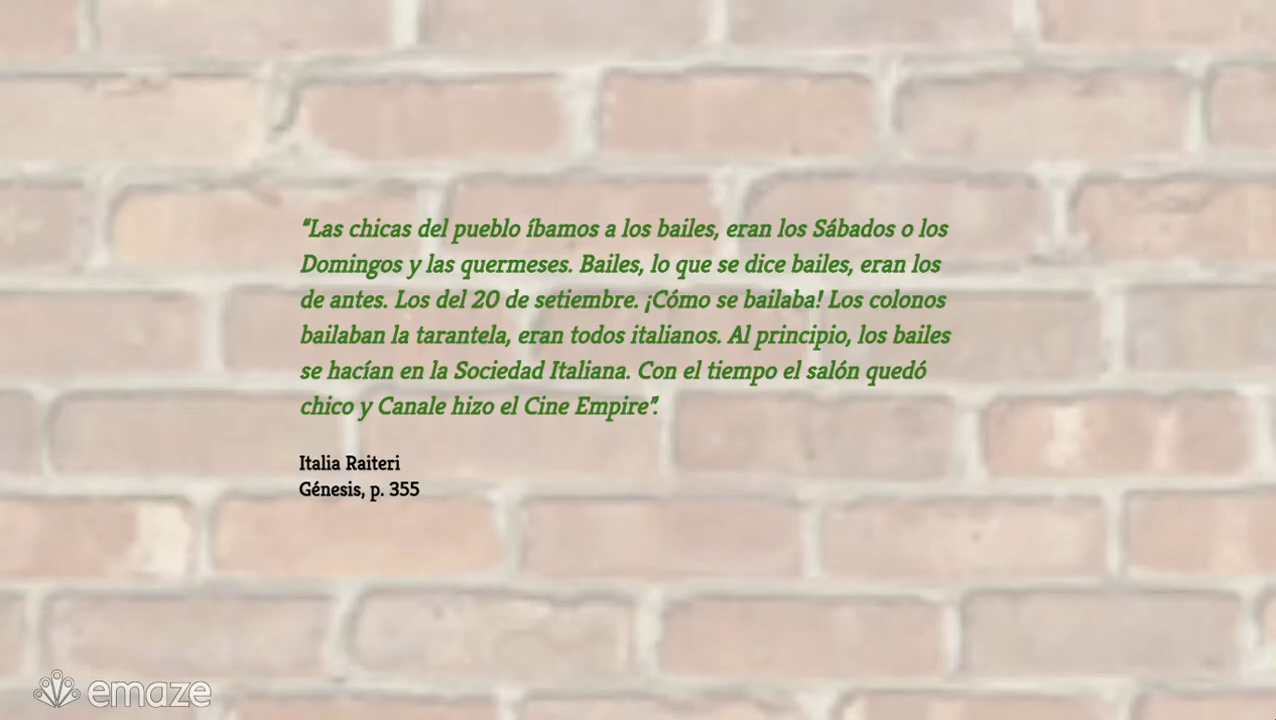 “Las chicas del pueblo íbamos a los bailes, eran los Sábados o los
Domingos y las quermeses. Bailes, lo que se dice bailes, eran los
de antes. Los del 20 de setiembre. ¡Cómo se bailaba! Los colonos
bailaban la tarantela, eran todos italianos. Al principio, los bailes
se hacían en la Sociedad Italiana. Con el tiempo el salón quedó
chico y Canale hizo el Cine Empire”.
Italia Raiteri
Génesis, p. 355
emaze